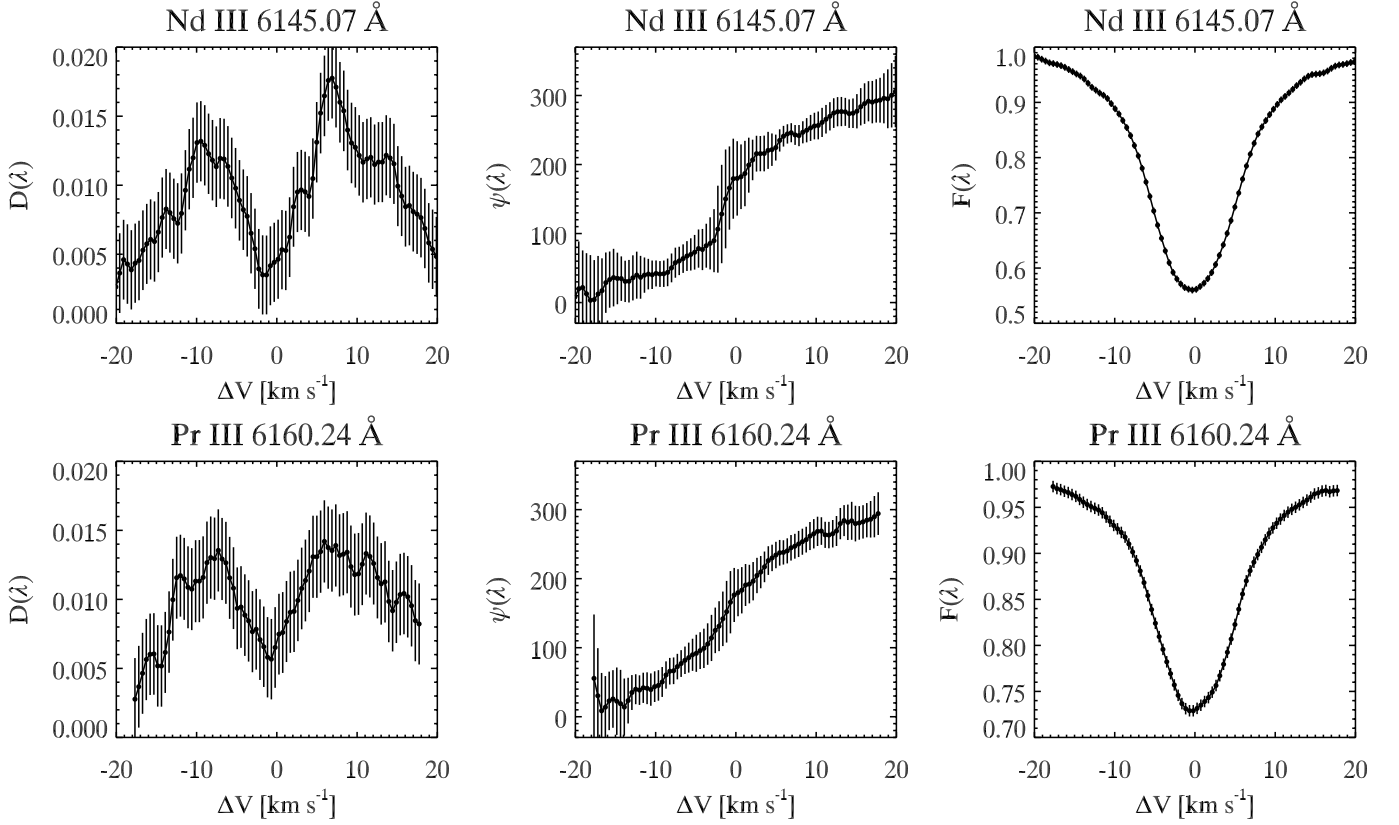 Nd III 6145.07 Å
D(λ)
0.020
0.015
0.010
0.005
0.000
-20 -10 0 10 20
ΔV [km s⁻¹]
Nd III 6145.07 Å
ψ(λ)
300
200
100
0
-20 -10 0 10 20
ΔV [km s⁻¹]
Nd III 6145.07 Å
F(λ)
1.0
0.9
0.8
0.7
0.6
0.5
-20 -10 0 10 20
ΔV [km s⁻¹]
Pr III 6160.24 Å
D(λ)
0.020
0.015
0.010
0.005
0.000
-20 -10 0 10 20
ΔV [km s⁻¹]
Pr III 6160.24 Å
ψ(λ)
300
200
100
0
-20 -10 0 10 20
ΔV [km s⁻¹]
Pr III 6160.24 Å
F(λ)
1.00
0.95
0.90
0.85
0.80
0.75
0.70
-20 -10 0 10 20
ΔV [km s⁻¹]